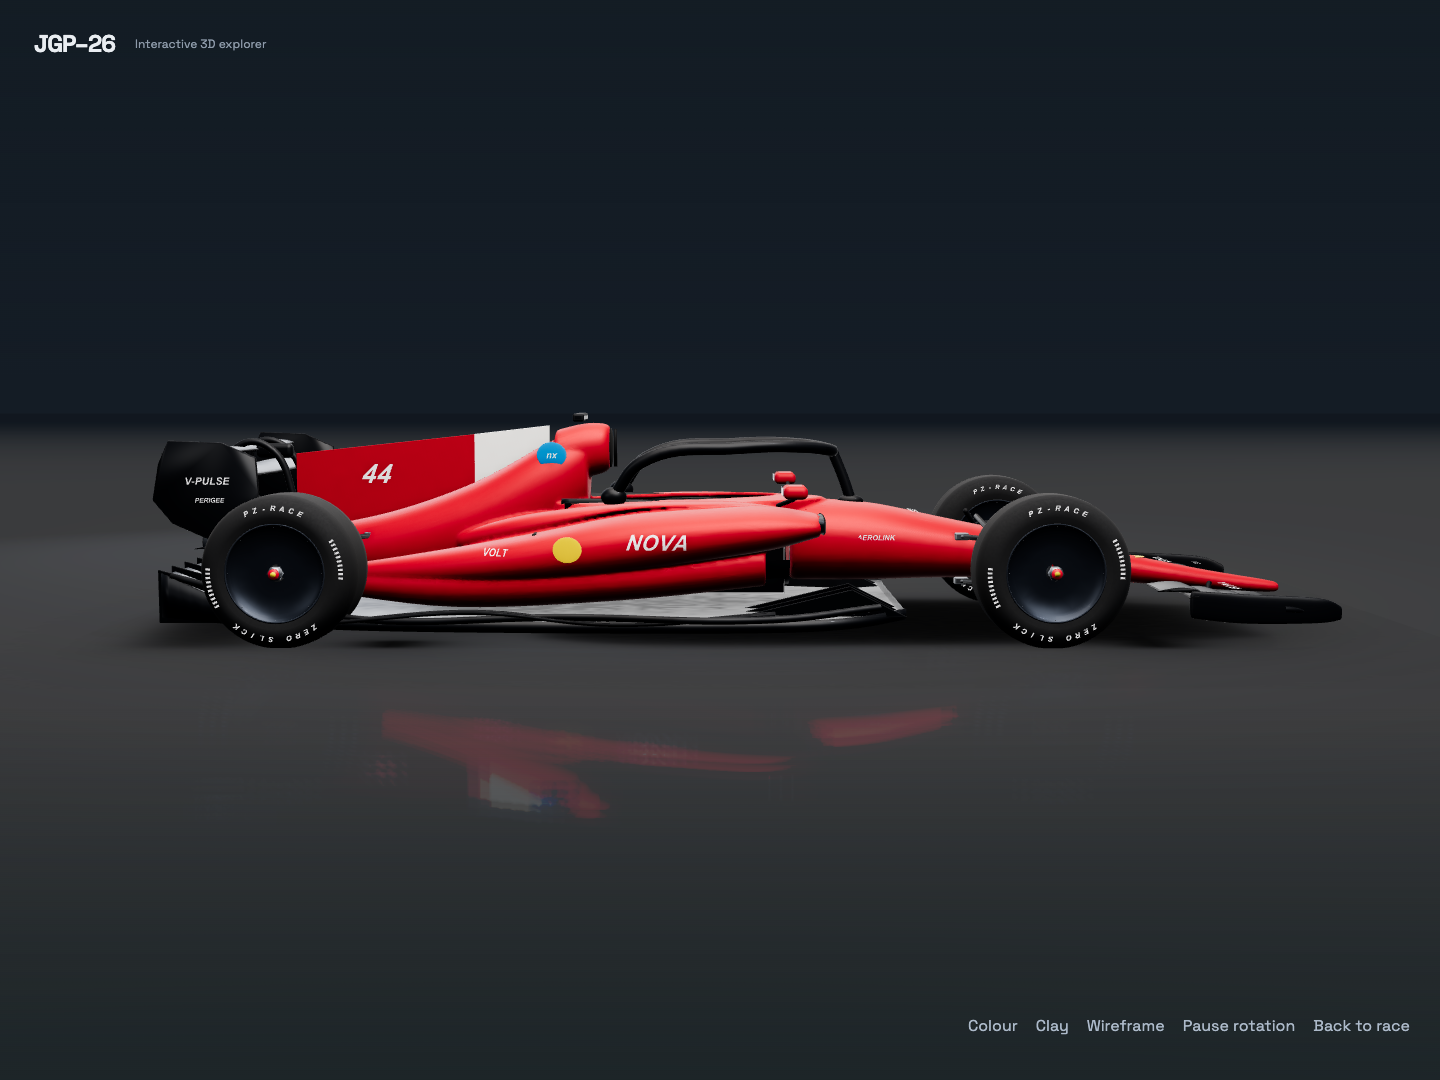 JGP-26
Interactive 3D explorer
44
nx
V-PULSE
PERIGEE
VOLT
NOVA
AEROLINK
PZ-RACE
ZERO SLICK
PZ-RACE
PZ-RACE
ZERO SLICK
Colour
Clay
Wireframe
Pause rotation
Back to race